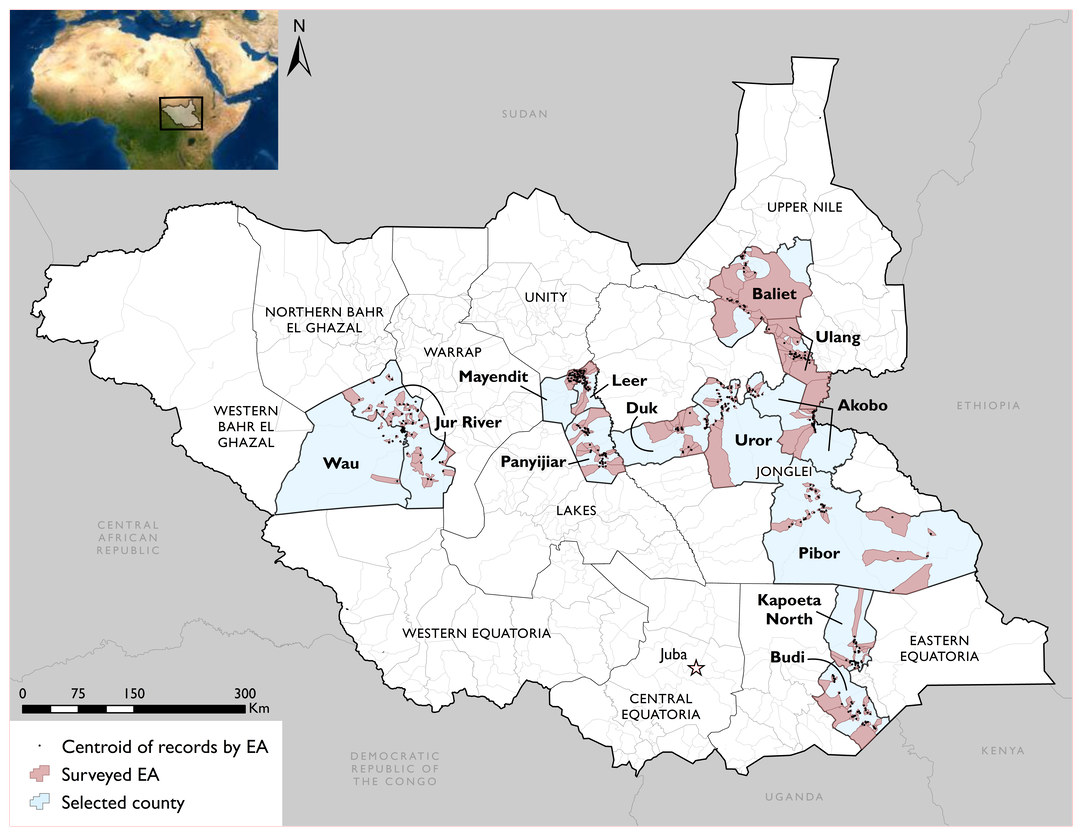 N
SUDAN
UPPER NILE
Baliet
UNITY
NORTHERN BAHR
EL GHAZAL
Ulang
WARRAP
Mayendit
Leer
ETHIOPIA
Duk
Akobo
WESTERN
BAHR EL
GHAZAL
Jur River
Uror
Wau
Panyijiar
JONGLEI
LAKES
CENTRAL
AFRICAN
REPUBLIC
Pibor
Kapoeta
North
WESTERN EQUATORIA
EASTERN
EQUATORIA
Juba
Budi
CENTRAL
EQUATORIA
0 75 150 300
Km
Centroid of records by EA
Surveyed EA
Selected county
DEMOCRATIC
REPUBLIC OF
THE CONGO
KENYA
UGANDA